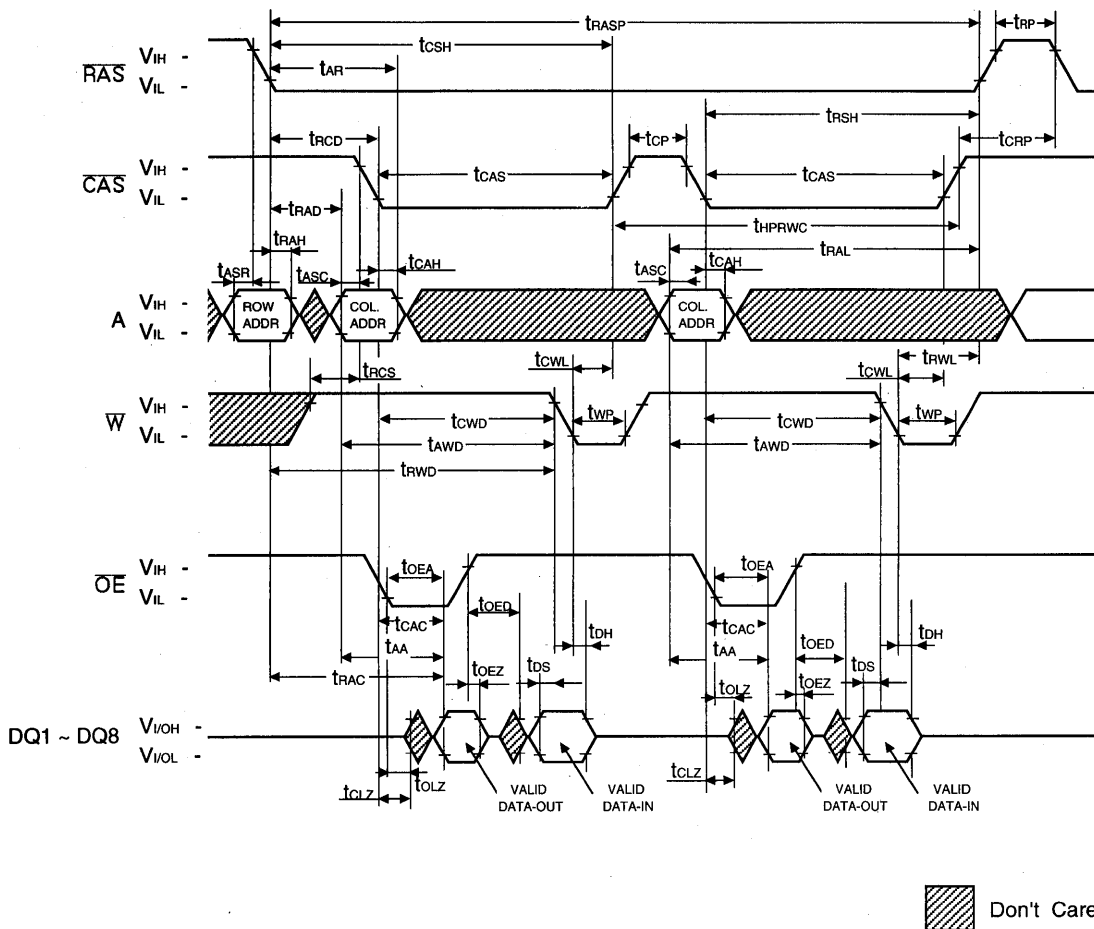 tRASP
tRP
tCSH
tAR
RAS
VIH -
VIL -
tRSH
tRCD
tCP
tCRP
CAS
VIH -
VIL -
tCAS
tCAS
tRAD
tHPRWC
tRAH
tRAL
tASR
tASC
tCAH
tASC
tCAH
A
VIH -
VIL -
ROW ADDR
COL. ADDR
COL. ADDR
tRCS
tCWL
tRWL
tCWL
W
VIH -
VIL -
tCWD
tWP
tCWD
tWP
tAWD
tAWD
tRWD
OE
VIH -
VIL -
tOEA
tOEA
tOED
tCAC
tCAC
tDH
tOED
tDH
tAA
tAA
tRAC
tOEZ
tDS
tOLZ
tOEZ
tDS
DQ1 ~ DQ8
VI/OH -
VI/OL -
tCLZ
tOLZ
tCLZ
VALID DATA-OUT
VALID DATA-IN
VALID DATA-OUT
VALID DATA-IN
Don't Care